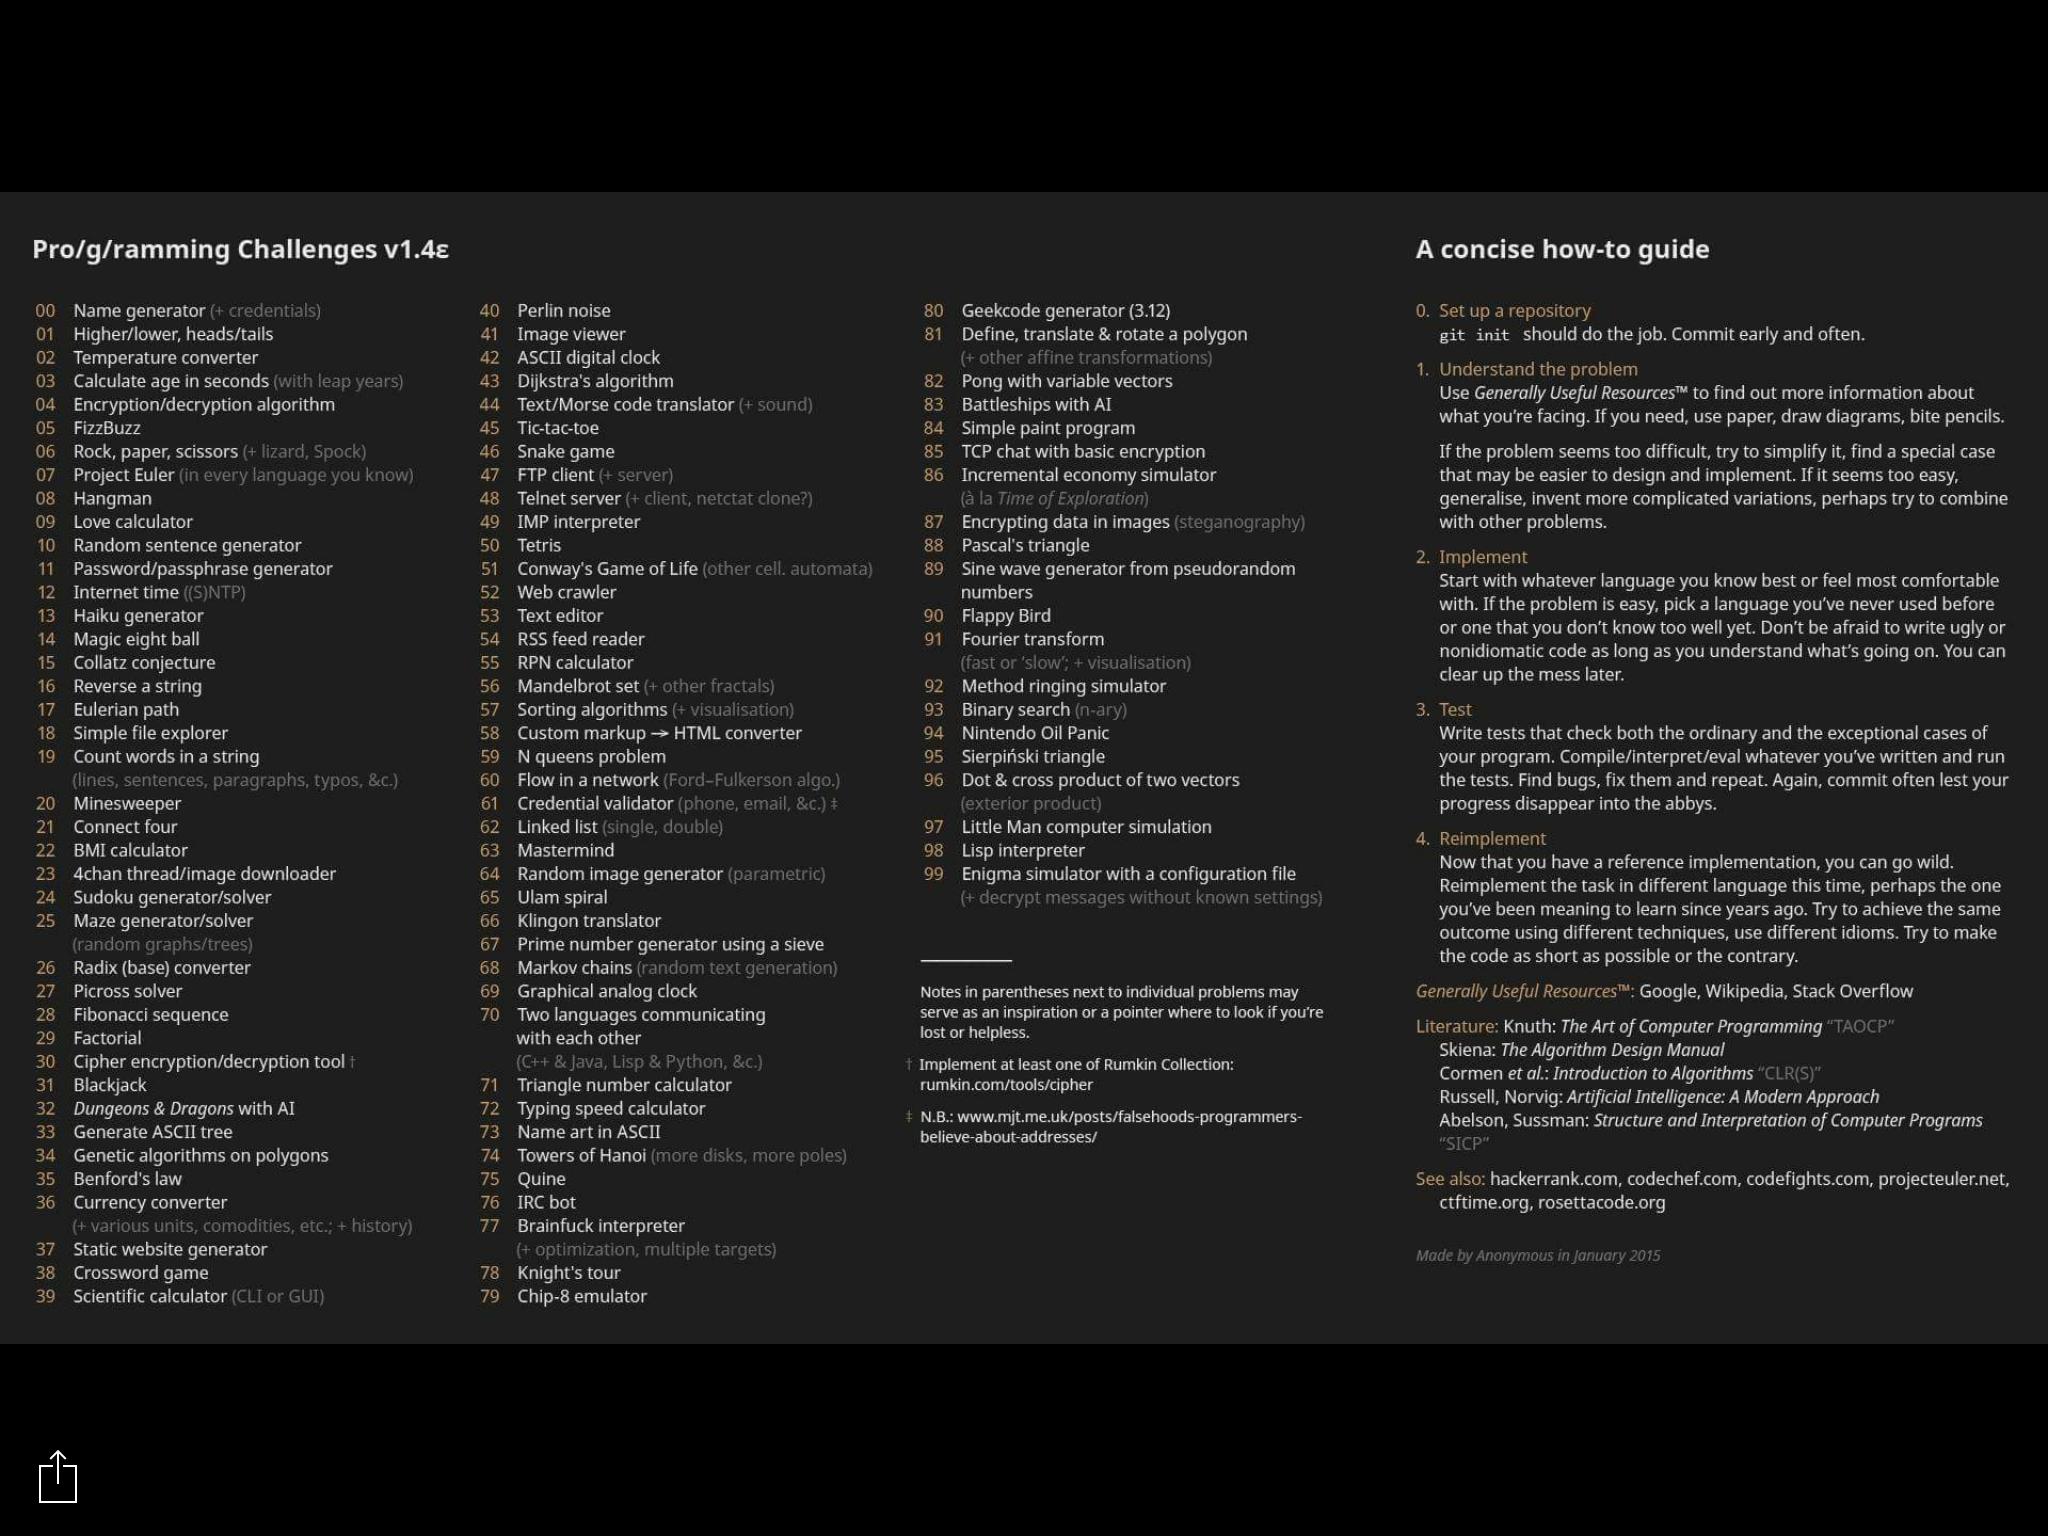 Pro/g/ramming Challenges v1.4ε
00 Name generator (+ credentials)
01 Higher/lower, heads/tails
02 Temperature converter
03 Calculate age in seconds (with leap years)
04 Encryption/decryption algorithm
05 FizzBuzz
06 Rock, paper, scissors (+ lizard, Spock)
07 Project Euler (in every language you know)
08 Hangman
09 Love calculator
10 Random sentence generator
11 Password/passphrase generator
12 Internet time ((S)NTP)
13 Haiku generator
14 Magic eight ball
15 Collatz conjecture
16 Reverse a string
17 Eulerian path
18 Simple file explorer
19 Count words in a string
(lines, sentences, paragraphs, typos, &c.)
20 Minesweeper
21 Connect four
22 BMI calculator
23 4chan thread/image downloader
24 Sudoku generator/solver
25 Maze generator/solver
(random graphs/trees)
26 Radix (base) converter
27 Picross solver
28 Fibonacci sequence
29 Factorial
30 Cipher encryption/decryption tool †
31 Blackjack
32 Dungeons & Dragons with AI
33 Generate ASCII tree
34 Genetic algorithms on polygons
35 Benford's law
36 Currency converter
(+ various units, comodities, etc.; + history)
37 Static website generator
38 Crossword game
39 Scientific calculator (CLI or GUI)
40 Perlin noise
41 Image viewer
42 ASCII digital clock
43 Dijkstra's algorithm
44 Text/Morse code translator (+ sound)
45 Tic-tac-toe
46 Snake game
47 FTP client (+ server)
48 Telnet server (+ client, netctat clone?)
49 IMP interpreter
50 Tetris
51 Conway's Game of Life (other cell. automata)
52 Web crawler
53 Text editor
54 RSS feed reader
55 RPN calculator
56 Mandelbrot set (+ other fractals)
57 Sorting algorithms (+ visualisation)
58 Custom markup → HTML converter
59 N queens problem
60 Flow in a network (Ford–Fulkerson algo.)
61 Credential validator (phone, email, &c.) ‡
62 Linked list (single, double)
63 Mastermind
64 Random image generator (parametric)
65 Ulam spiral
66 Klingon translator
67 Prime number generator using a sieve
68 Markov chains (random text generation)
69 Graphical analog clock
70 Two languages communicating
with each other
(C++ & Java, Lisp & Python, &c.)
71 Triangle number calculator
72 Typing speed calculator
73 Name art in ASCII
74 Towers of Hanoi (more disks, more poles)
75 Quine
76 IRC bot
77 Brainfuck interpreter
(+ optimization, multiple targets)
78 Knight's tour
79 Chip-8 emulator
80 Geekcode generator (3.12)
81 Define, translate & rotate a polygon
(+ other affine transformations)
82 Pong with variable vectors
83 Battleships with AI
84 Simple paint program
85 TCP chat with basic encryption
86 Incremental economy simulator
(à la Time of Exploration)
87 Encrypting data in images (steganography)
88 Pascal's triangle
89 Sine wave generator from pseudorandom
numbers
90 Flappy Bird
91 Fourier transform
(fast or ‘slow’; + visualisation)
92 Method ringing simulator
93 Binary search (n-ary)
94 Nintendo Oil Panic
95 Sierpiński triangle
96 Dot & cross product of two vectors
(exterior product)
97 Little Man computer simulation
98 Lisp interpreter
99 Enigma simulator with a configuration file
(+ decrypt messages without known settings)
Notes in parentheses next to individual problems may
serve as an inspiration or a pointer where to look if you’re
lost or helpless.
† Implement at least one of Rumkin Collection:
rumkin.com/tools/cipher
‡ N.B.: www.mjt.me.uk/posts/falsehoods-programmers-
believe-about-addresses/
A concise how-to guide
0. Set up a repository
git init should do the job. Commit early and often.
1. Understand the problem
Use Generally Useful Resources™ to find out more information about
what you’re facing. If you need, use paper, draw diagrams, bite pencils.
If the problem seems too difficult, try to simplify it, find a special case
that may be easier to design and implement. If it seems too easy,
generalise, invent more complicated variations, perhaps try to combine
with other problems.
2. Implement
Start with whatever language you know best or feel most comfortable
with. If the problem is easy, pick a language you’ve never used before
or one that you don’t know too well yet. Don’t be afraid to write ugly or
nonidiomatic code as long as you understand what’s going on. You can
clear up the mess later.
3. Test
Write tests that check both the ordinary and the exceptional cases of
your program. Compile/interpret/eval whatever you’ve written and run
the tests. Find bugs, fix them and repeat. Again, commit often lest your
progress disappear into the abbys.
4. Reimplement
Now that you have a reference implementation, you can go wild.
Reimplement the task in different language this time, perhaps the one
you’ve been meaning to learn since years ago. Try to achieve the same
outcome using different techniques, use different idioms. Try to make
the code as short as possible or the contrary.
Generally Useful Resources™: Google, Wikipedia, Stack Overflow
Literature: Knuth: The Art of Computer Programming “TAOCP”
Skiena: The Algorithm Design Manual
Cormen et al.: Introduction to Algorithms “CLR(S)”
Russell, Norvig: Artificial Intelligence: A Modern Approach
Abelson, Sussman: Structure and Interpretation of Computer Programs
“SICP”
See also: hackerrank.com, codechef.com, codefights.com, projecteuler.net,
ctftime.org, rosettacode.org
Made by Anonymous in January 2015